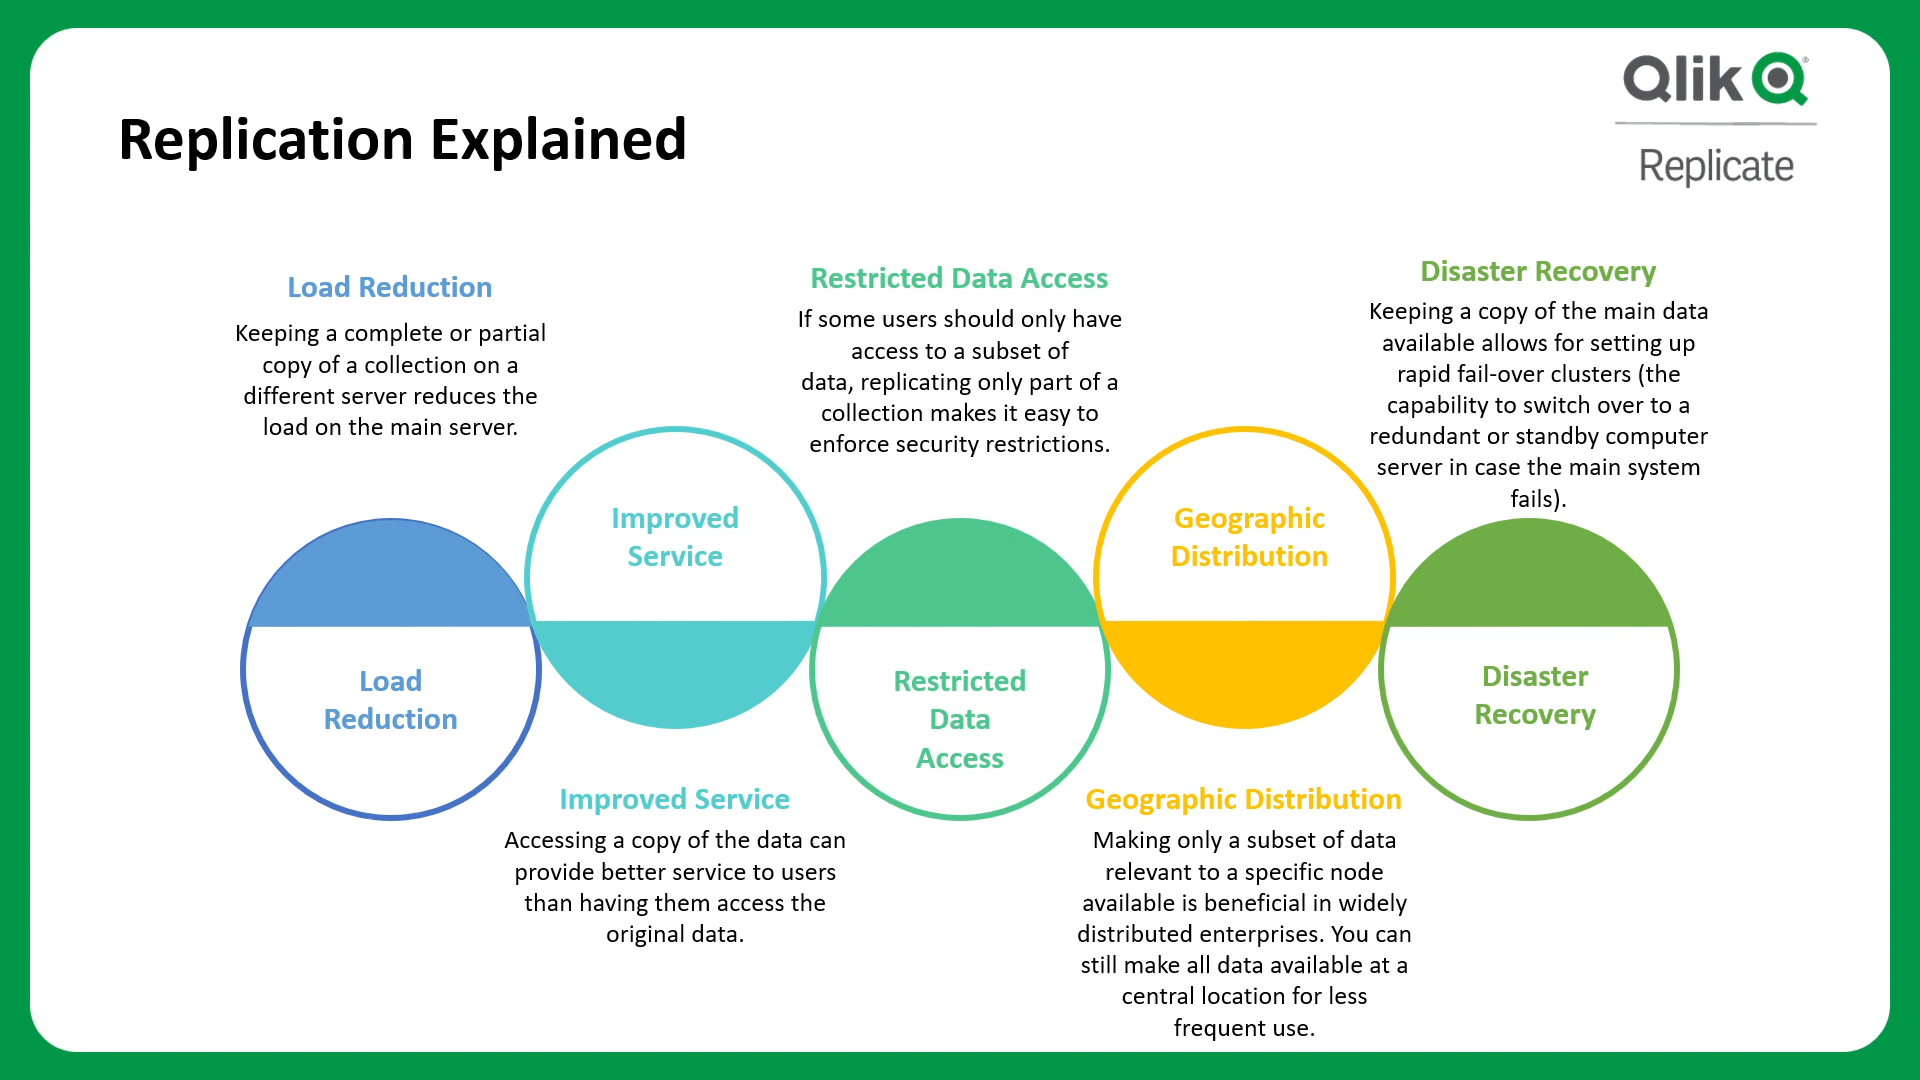 Qlik
Replicate
Replication Explained
Load Reduction
Keeping a complete or partial
copy of a collection on a
different server reduces the
load on the main server.
Restricted Data Access
If some users should only have
access to a subset of
data, replicating only part of a
collection makes it easy to
enforce security restrictions.
Disaster Recovery
Keeping a copy of the main data
available allows for setting up
rapid fail-over clusters (the
capability to switch over to a
redundant or standby computer
server in case the main system
fails).
Load
Reduction
Improved
Service
Restricted
Data
Access
Geographic
Distribution
Disaster
Recovery
Improved Service
Accessing a copy of the data can
provide better service to users
than having them access the
original data.
Geographic Distribution
Making only a subset of data
relevant to a specific node
available is beneficial in widely
distributed enterprises. You can
still make all data available at a
central location for less
frequent use.